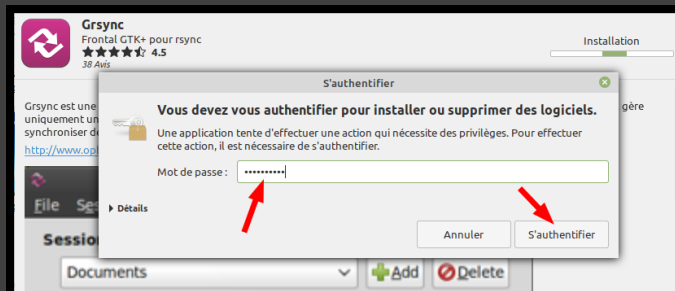 Grsync
Frontal GTK+ pour rsync
4.5
38 Avis
Installation
S'authentifier
Grsync est une
gère
uniquement un
synchroniser de
http://www.opb
Vous devez vous authentifier pour installer ou supprimer des logiciels.
Une application tente d'effectuer une action qui nécessite des privilèges. Pour effectuer
cette action, il est nécessaire de s'authentifier.
Mot de passe : ••••••••••
Détails
Annuler
S'authentifier
File
Session
Documents
Add
Delete